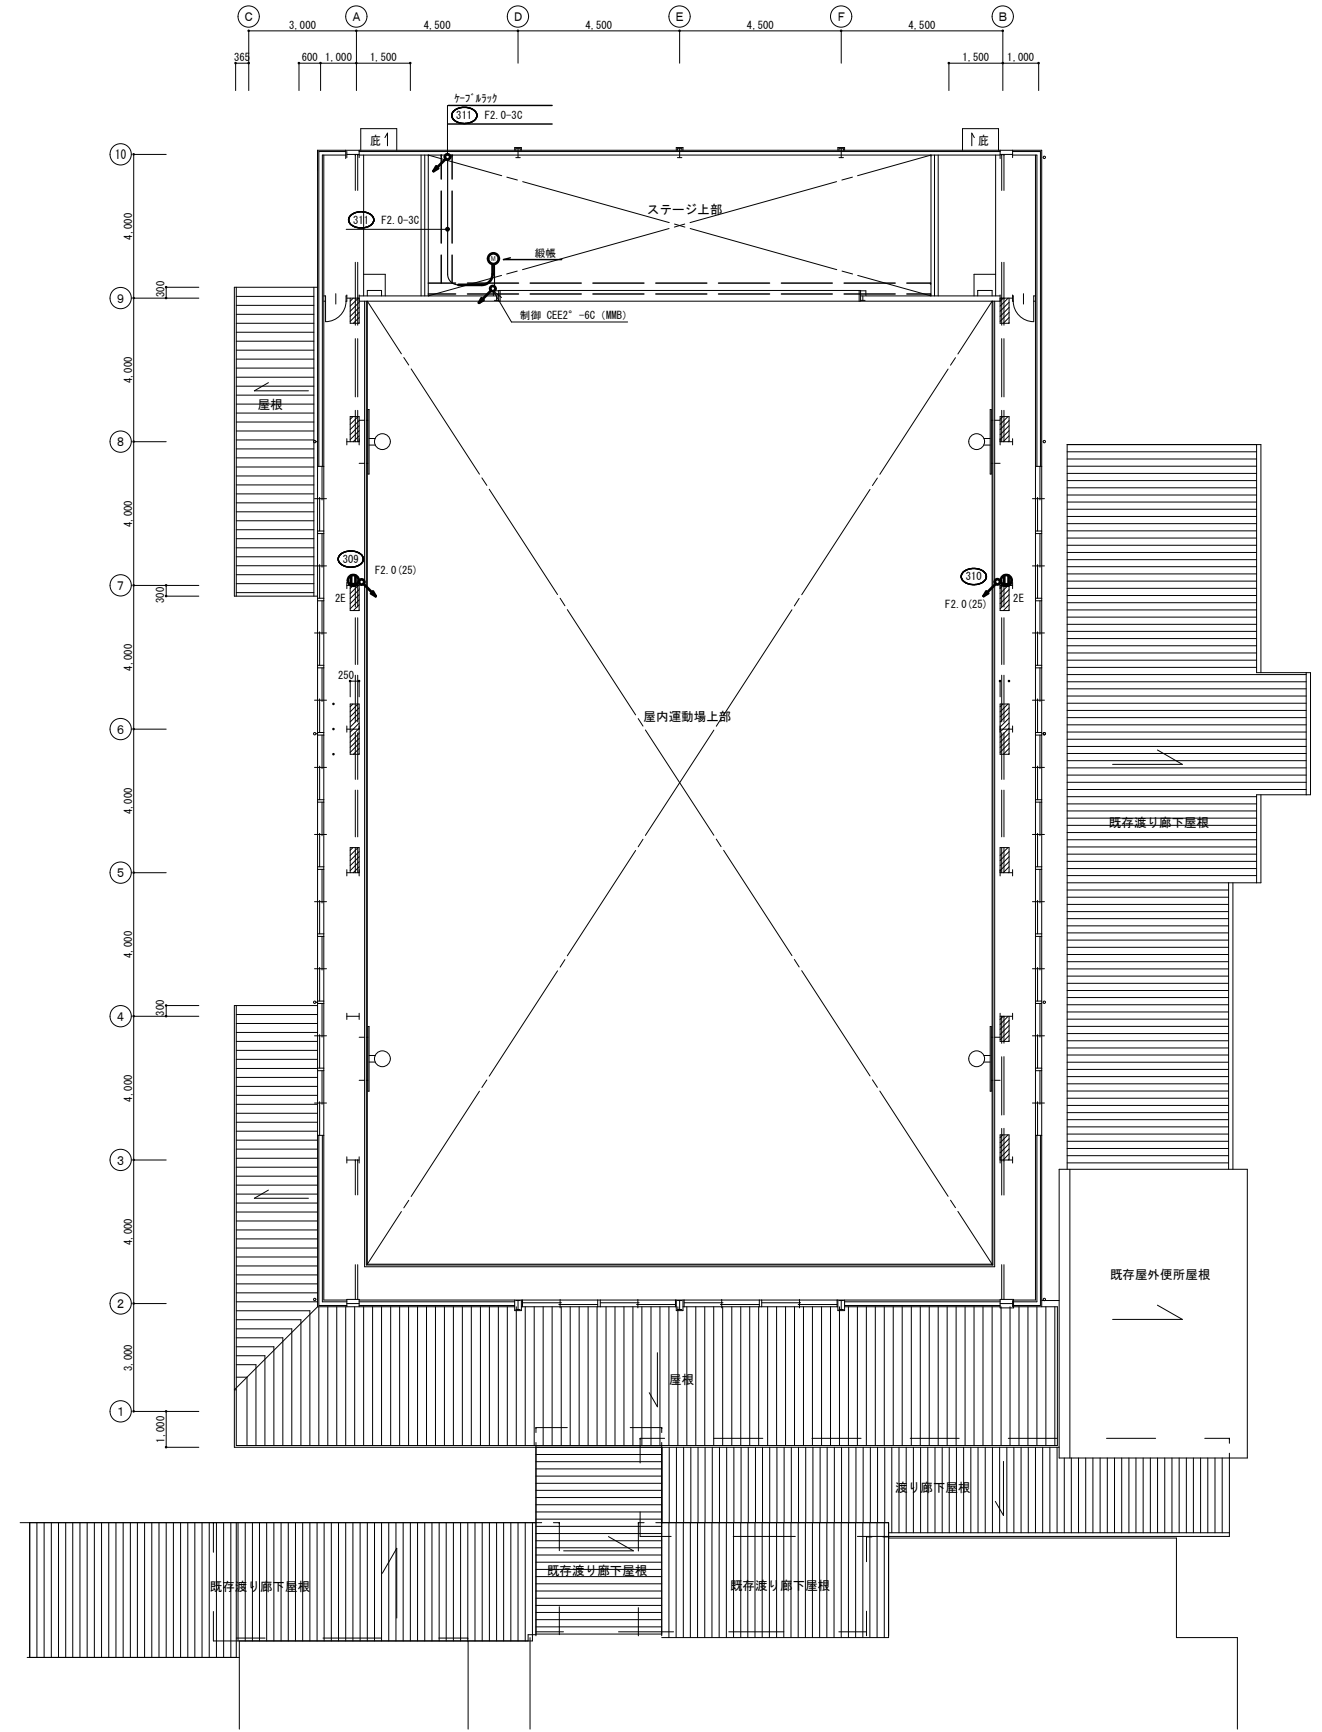 C A D E F B
3,000 4,500 4,500 4,500 4,500
365 600 1,000 1,500 1,500 1,000
ｹｰﾌﾞﾙﾗｯｸ
311 F2.0-3C
庇 庇
10
ステージ上部
311 F2.0-3C
4,000
M 緞帳
300
9
制御 CEE2°-6C (MMB)
4,000
屋根
8
4,000
309
F2.0(25)
310
7
2E
F2.0(25) 2E
300
4,000
250
屋内運動場上部
6
4,000
既存渡り廊下屋根
5
4,000
300
4
4,000
3
4,000
既存屋外便所屋根
2
3,000
屋根
1
1,000
渡り廊下屋根
既存渡り廊下屋根
既存渡り廊下屋根
既存渡り廊下屋根